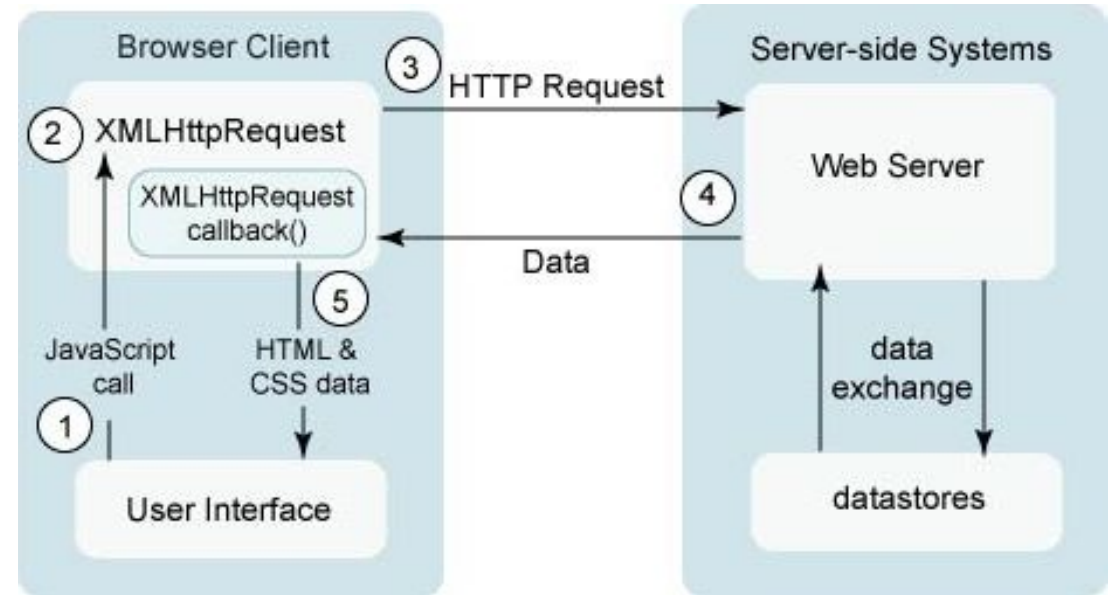 Browser Client
3
HTTP Request
2
XMLHttpRequest
XMLHttpRequest
callback()
Data
5
JavaScript
call
HTML &
CSS data
1
User Interface
Server-side Systems
Web Server
4
data
exchange
datastores